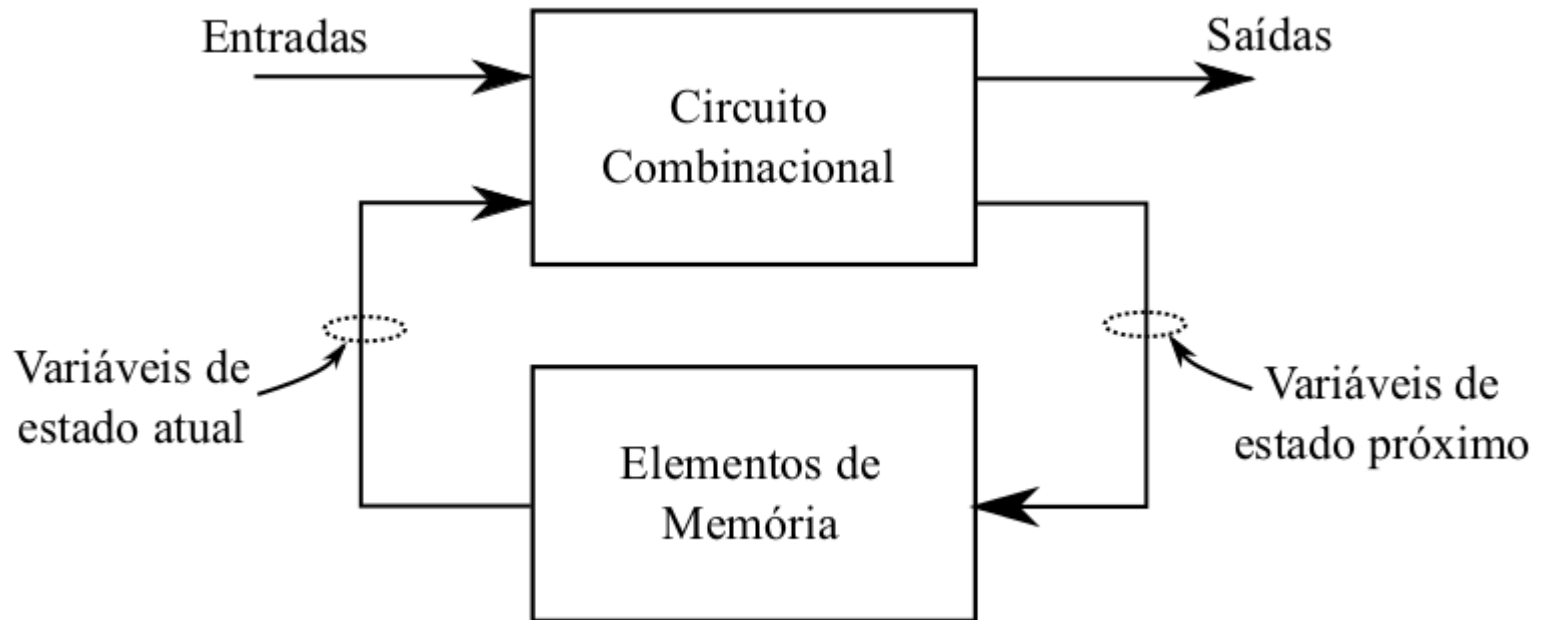 Entradas
Saídas
Circuito
Combinacional
Variáveis de
estado atual
Variáveis de
estado próximo
Elementos de
Memória